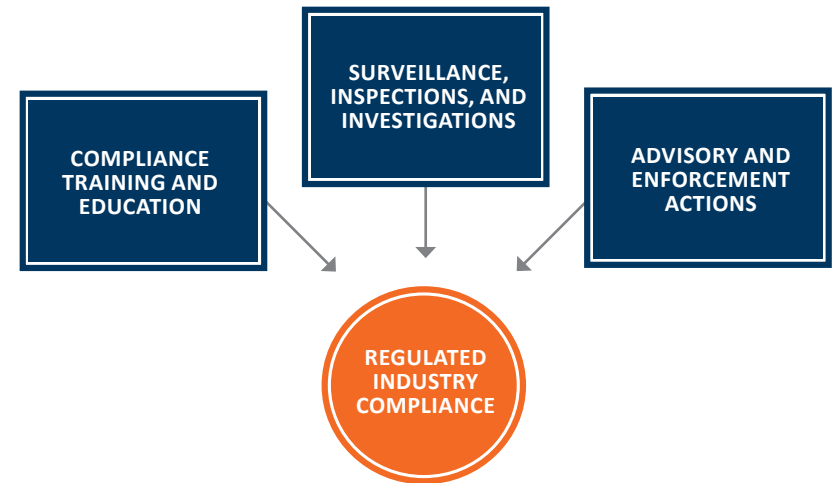 COMPLIANCE
TRAINING AND
EDUCATION
SURVEILLANCE,
INSPECTIONS, AND
INVESTIGATIONS
ADVISORY AND
ENFORCEMENT
ACTIONS
REGULATED
INDUSTRY
COMPLIANCE